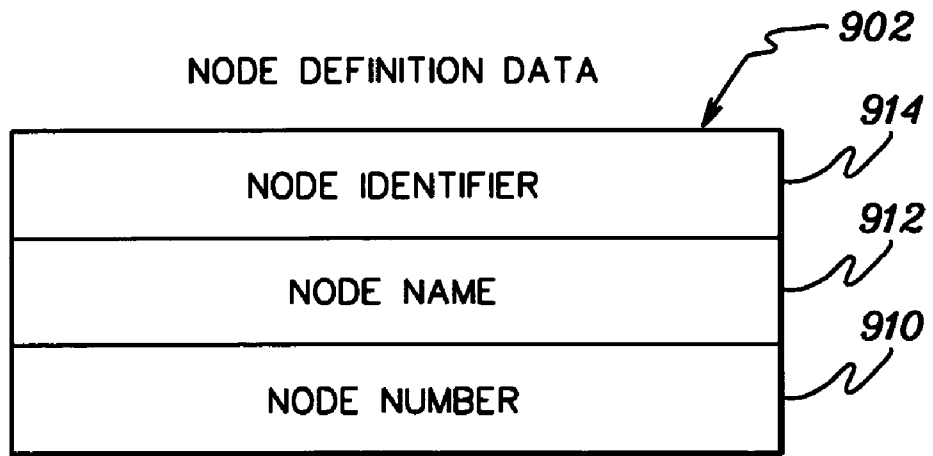 902
NODE DEFINITION DATA
914
NODE IDENTIFIER
912
NODE NAME
910
NODE NUMBER